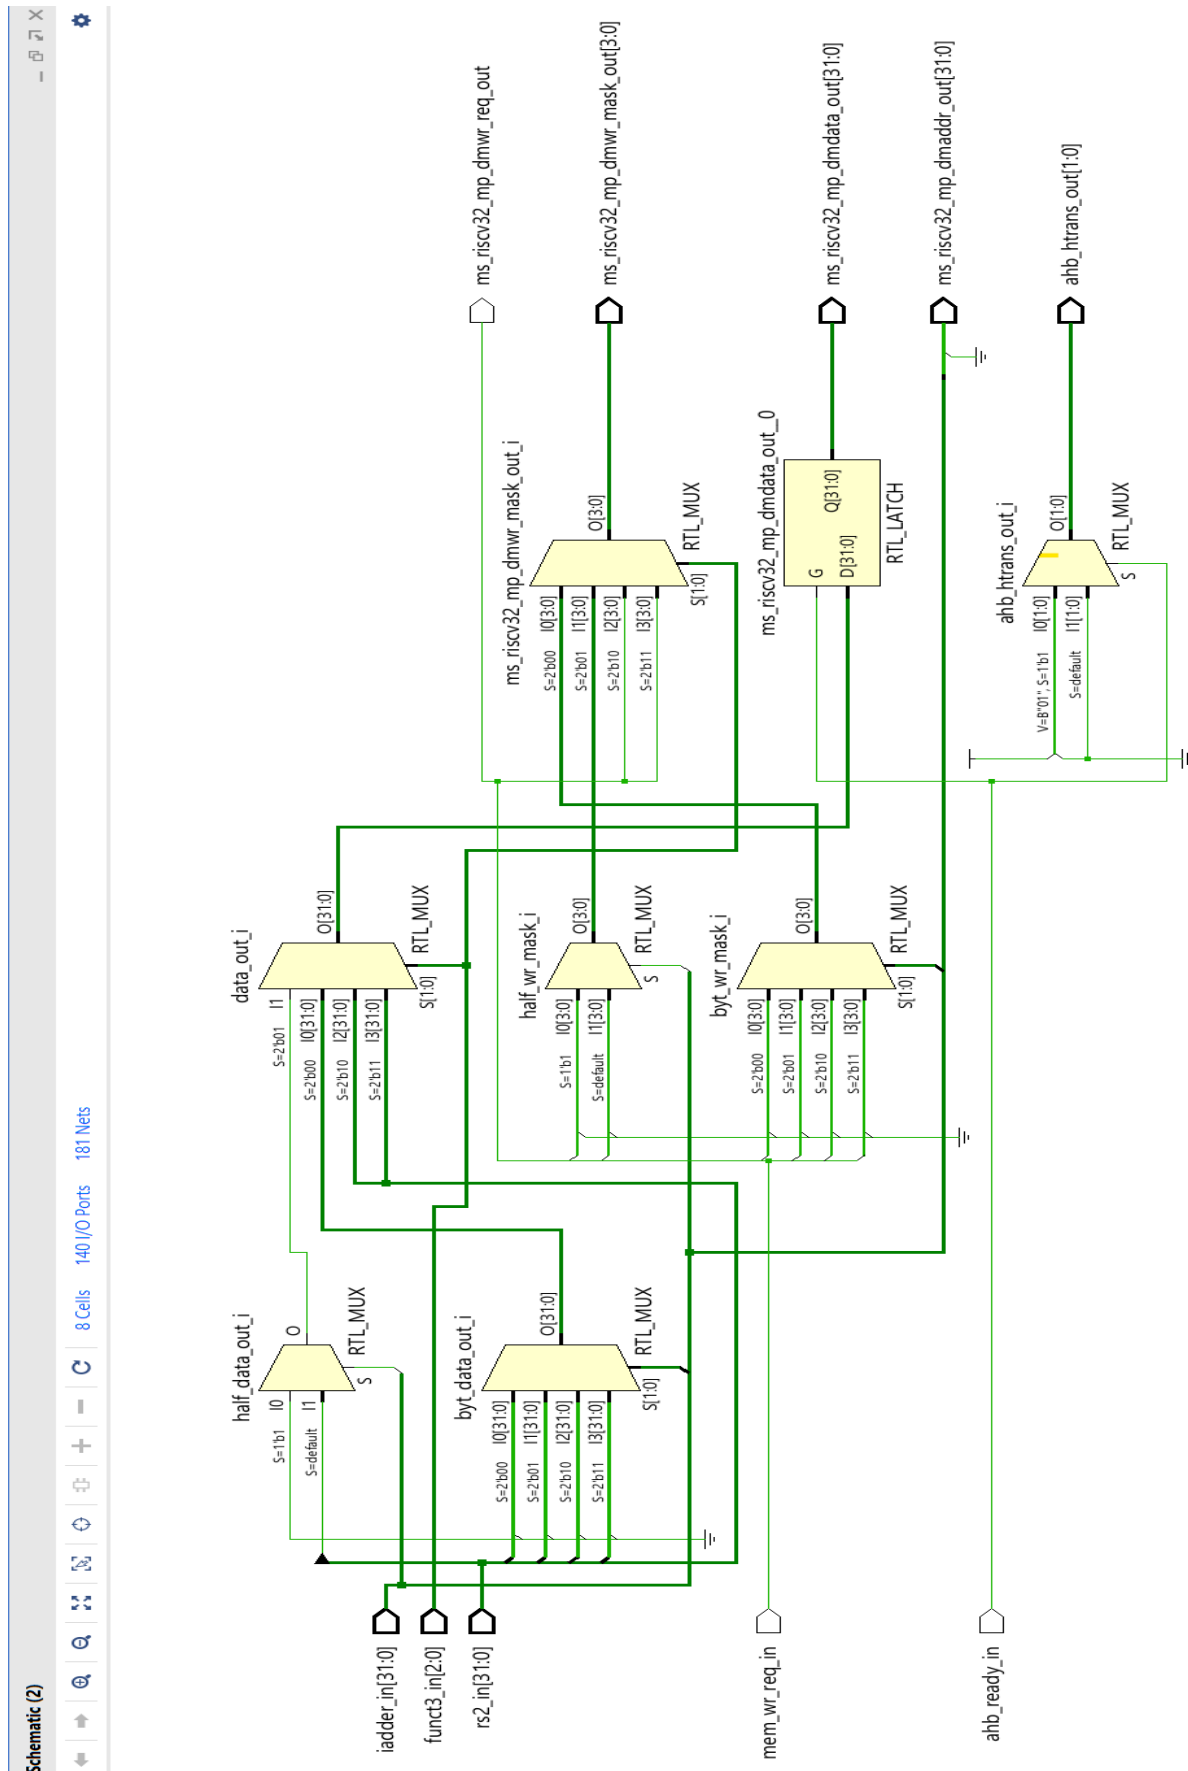 Schematic (2)
8 Cells
140 I/O Ports
181 Nets
iadder_in[31:0]
funct3_in[2:0]
rs2_in[31:0]
mem_wr_req_in
ahb_ready_in
half_data_out_i
S=1'b1
I0
S=default
I1
O
S
RTL_MUX
byt_data_out_i
S=2'b00
I0[31:0]
S=2'b01
I1[31:0]
S=2'b10
I2[31:0]
S=2'b11
I3[31:0]
O[31:0]
S[1:0]
RTL_MUX
data_out_i
S=2'b01
I1
S=2'b00
I0[31:0]
S=2'b10
I2[31:0]
S=2'b11
I3[31:0]
O[31:0]
S[1:0]
RTL_MUX
half_wr_mask_i
S=1'b1
I0[3:0]
S=default
I1[3:0]
O[3:0]
S
RTL_MUX
byt_wr_mask_i
S=2'b00
I0[3:0]
S=2'b01
I1[3:0]
S=2'b10
I2[3:0]
S=2'b11
I3[3:0]
O[3:0]
S[1:0]
RTL_MUX
ms_riscv32_mp_dmwr_mask_out_i
S=2'b00
I0[3:0]
S=2'b01
I1[3:0]
S=2'b10
I2[3:0]
S=2'b11
I3[3:0]
O[3:0]
S[1:0]
RTL_MUX
ms_riscv32_mp_dmdata_out__0
G
D[31:0]
Q[31:0]
RTL_LATCH
ahb_htrans_out_i
V=B"01", S=1'b1
I0[1:0]
S=default
I1[1:0]
O[1:0]
S
RTL_MUX
ms_riscv32_mp_dmwr_req_out
ms_riscv32_mp_dmwr_mask_out[3:0]
ms_riscv32_mp_dmdata_out[31:0]
ms_riscv32_mp_dmaddr_out[31:0]
ahb_htrans_out[1:0]